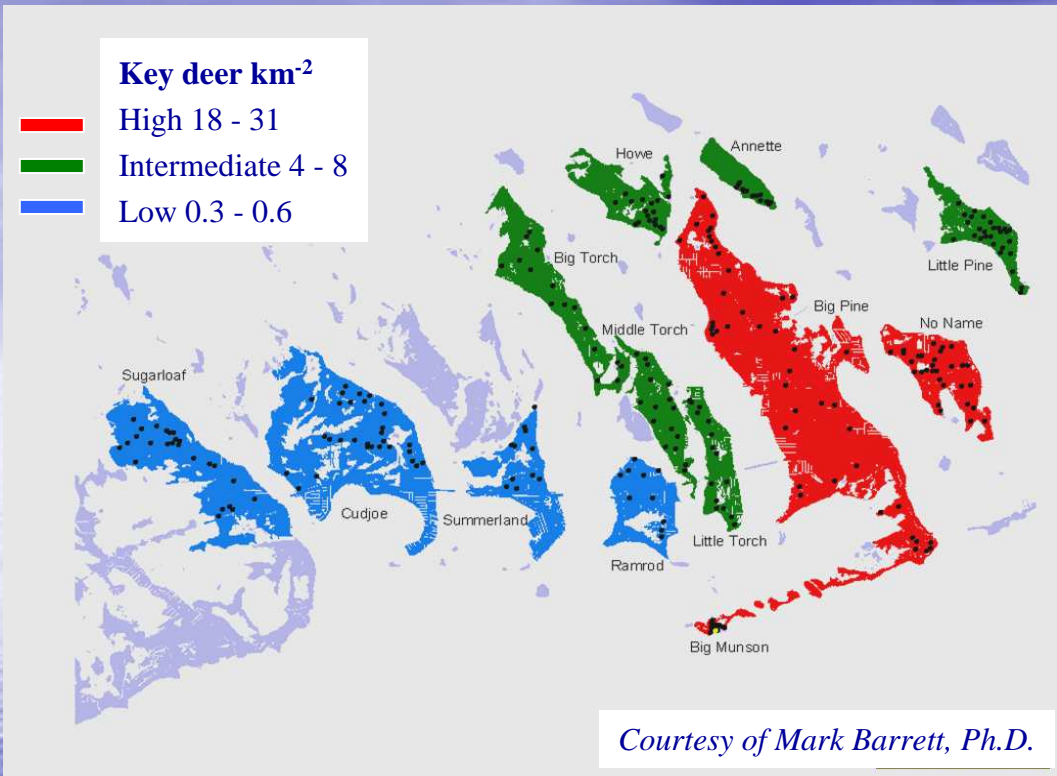 Key deer km-2
High 18 - 31
Intermediate 4 - 8
Low 0.3 - 0.6
Howe
Annette
Big Torch
Little Pine
Big Pine
No Name
Middle Torch
Sugarloaf
Cudjoe
Summerland
Little Torch
Ramrod
Big Munson
Courtesy of Mark Barrett, Ph.D.